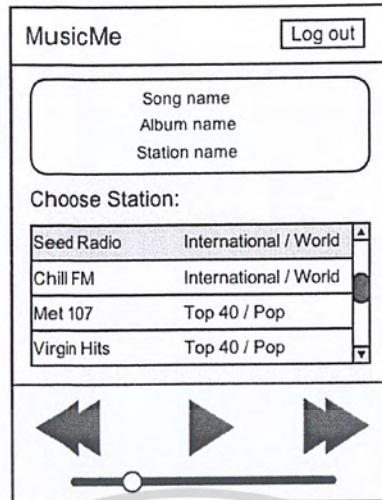 MusicMe Log out
Song name
Album name
Station name
Choose Station:
Seed Radio International / World
Chill FM International / World
Met 107 Top 40 / Pop
Virgin Hits Top 40 / Pop